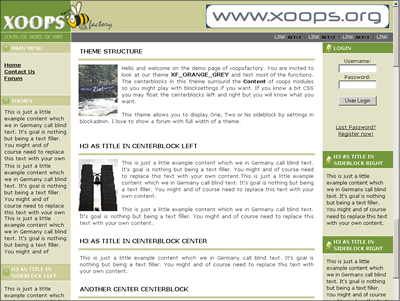 XOOPS
factory
www.xoops.org
CENTER-CSS THEMES FOR XOOPS
LINK ALT+1 LINK ALT+2 LINK ALT+3 LINK ALT+4
MAIN MENU
Home
Contact Us
Forum
THEMES
This is just a little
example content which
we in Germany call blind
text. It's goal is nothing
but being a text filler.
You might and of
course need to replace
this text with your own
This is just a little
example content which
we in Germany call blind
text. It's goal is nothing
but being a text filler.
You might and of
course need to replace
this text with your own
content. This is just a
little example content
which we in Germany
call blind text. It's goal
is nothing but being a
text filler. You might and
of
H3 AS TITLE IN
SIDEBLOCK LEFT
This is just a little
THEME STRUCTURE
Hello and welcome on the demo page of xoopsfactory. You are invited to
look at our theme XF_ORANGE_GREY and test most of the functions.
The centerblocks in this theme surround the Content of xoops modules
so you might play with blocksettings if you want. If you know a bit CSS
you may float the centerblocks left and right but you will know what you
want.
This theme allows you to display One, Two or No sideblock by settings in
blockadmin. I love to show a forum with full width of a theme.
H3 AS TITLE IN CENTERBLOCK LEFT
This is just a little example content which we in Germany call blind text.
It's goal is nothing but being a text filler. You might and of course need
to replace this text with your own content.This is just a little example
content which we in Germany call blind text. It's goal is nothing but
being a text filler. You might and of course need to replace this text with
your own content. This is just a little example content which we in Germany call blind text.
It's goal is nothing but being a text filler. You might and of course need to replace this text
with your own content.
H3 AS TITLE IN CENTERBLOCK CENTER
This is just a little example content which we in Germany call blind text. It's goal is nothing
but being a text filler. You might and of course need to replace this text with your own
content.
ANOTHER CENTER CENTERBLOCK
LOGIN
Username:
Password:
User Login
Lost Password?
Register now!
H3 AS TITLE IN
SIDEBLOCK RIGHT
This is just a little
example content which
we in Germany call blind
text. It's goal is nothing
but being a text filler.
You might and of
course need to replace
this text with your own
content.
H3 AS TITLE IN
SIDEBLOCK RIGHT
This is just a little
example content which
we in Germany call blind
text. It's goal is nothing